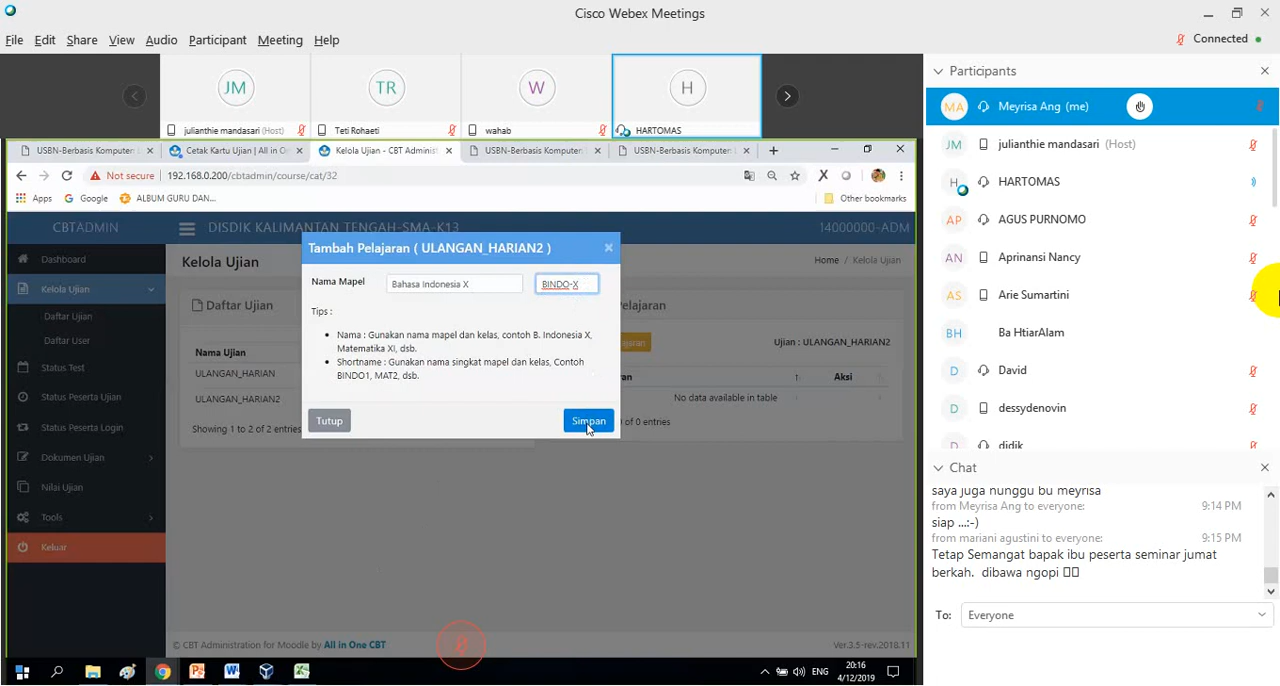 Cisco Webex Meetings
File Edit Share View Audio Participant Meeting Help
Connected
JM
julianthie mandasari (Host)
TR
Teti Rohaeti
W
wahab
H
HARTOMAS
USBN-Berbasis Komputer:
Cetak Kartu Ujian | All in One
Kelola Ujian - CBT Administ
USBN-Berbasis Komputer:
USBN-Berbasis Komputer:
Not secure 192.168.0.200/cbtadmin/course/cat/32
Apps Google ALBUM GURU DAN... Other bookmarks
CBTADMIN DISDIK KALIMANTAN TENGAH-SMA-K13 14000000-ADM
Dashboard
Kelola Ujian
Daftar Ujian
Daftar User
Status Test
Status Peserta Ujian
Status Peserta Login
Dokumen Ujian
Nilai Ujian
Tools
Keluar
Kelola Ujian
Home / Kelola Ujian
Daftar Ujian
Nama Ujian
ULANGAN_HARIAN
ULANGAN_HARIAN2
Showing 1 to 2 of 2 entries
Pelajaran
Ujian : ULANGAN_HARIAN2
Aksi
No data available in table
0 of 0 entries
Tambah Pelajaran ( ULANGAN_HARIAN2 )
Nama Mapel Bahasa Indonesia X BINDO-X
Tips :
Nama : Gunakan nama mapel dan kelas, contoh B. Indonesia X,
Matematika XI, dsb.
Shortname : Gunakan nama singkat mapel dan kelas, Contoh
BINDO1, MAT2, dsb.
Tutup Simpan
© CBT Administration for Moodle by All in One CBT
Ver.3.5-rev.2018.11
ENG
20:16
4/12/2019
Participants
MA Meyrisa Ang (me)
JM julianthie mandasari (Host)
H HARTOMAS
AP AGUS PURNOMO
AN Aprinansi Nancy
AS Arie Sumartini
BH Ba HtiarAlam
D David
D dessydenovin
D didik
Chat
saya juga nunggu bu meyrisa
from Meyrisa Ang to everyone: 9:14 PM
siap ...:-)
from mariani agustini to everyone: 9:15 PM
Tetap Semangat bapak ibu peserta seminar jumat
berkah. dibawa ngopi
To: Everyone